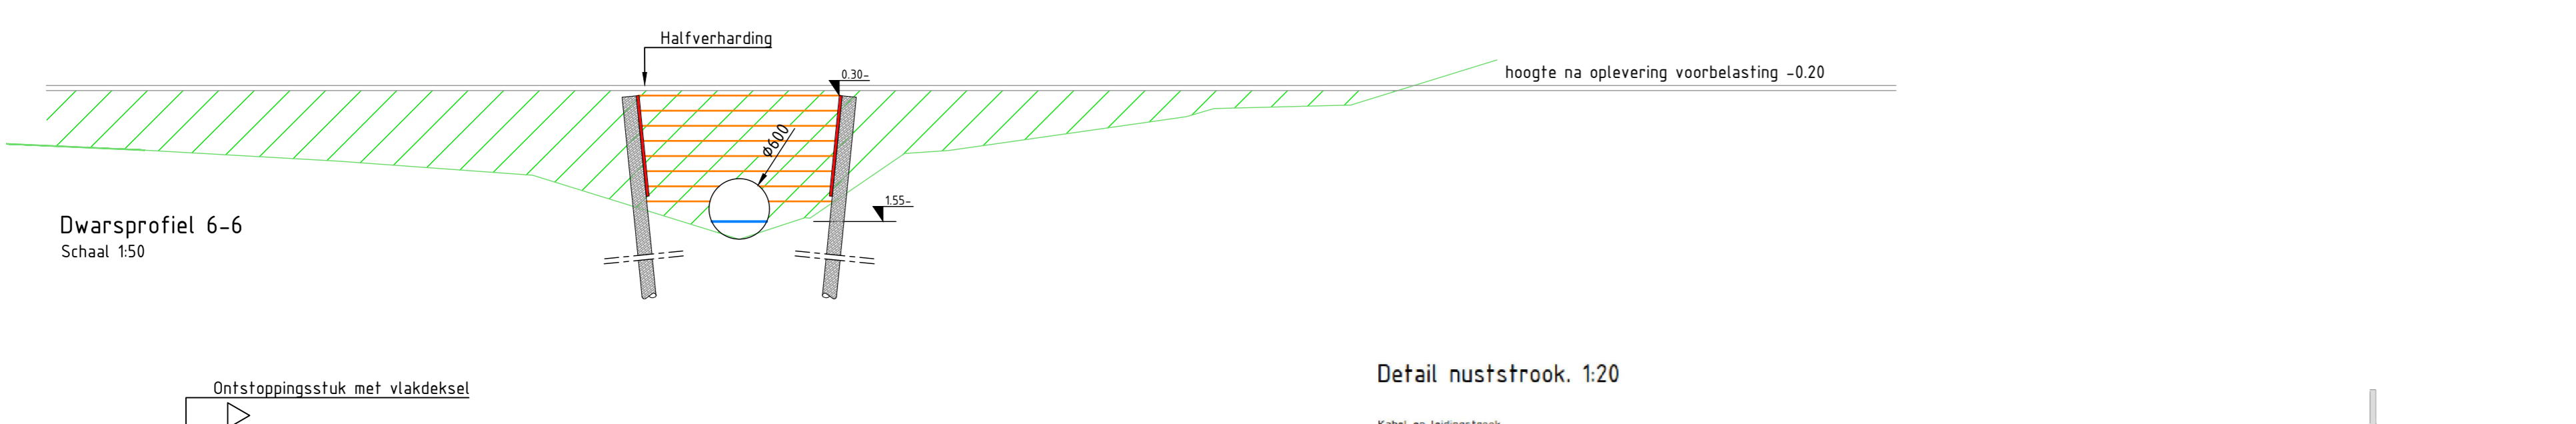 Halfverharding
0.30-
hoogte na oplevering voorbelasting -0.20
Ø600
1.55-
Dwarsprofiel 6-6
Schaal 1:50
Detail nuststrook. 1:20
Ontstoppingsstuk met vlakdeksel